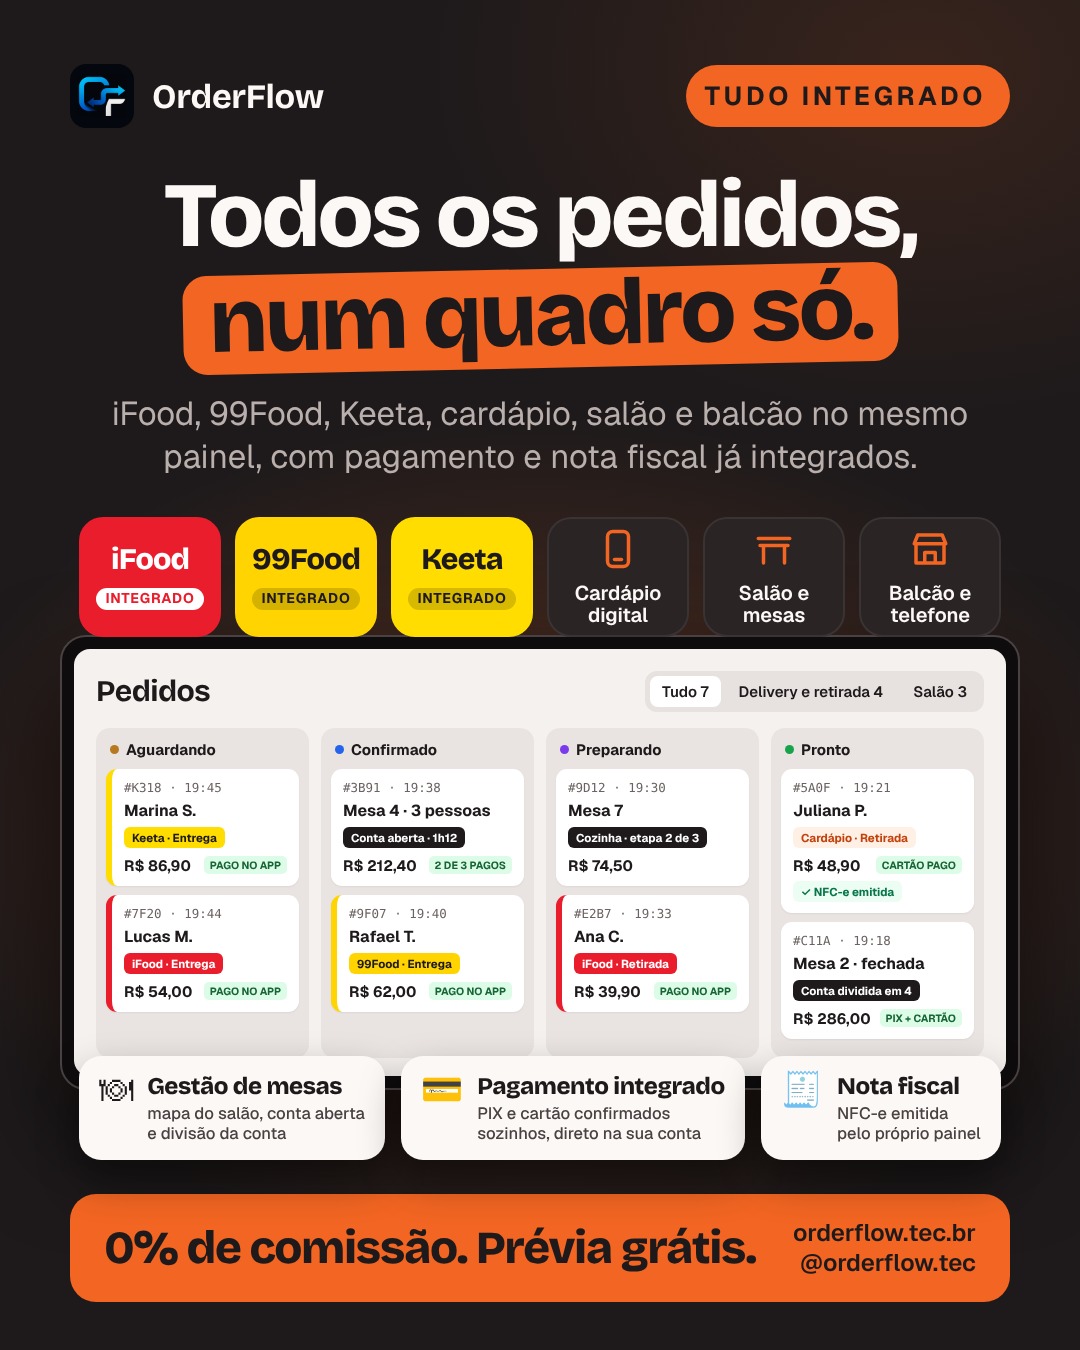 OrderFlow
TUDO INTEGRADO
Todos os pedidos,
num quadro só.
iFood, 99Food, Keeta, cardápio, salão e balcão no mesmo
painel, com pagamento e nota fiscal já integrados.
iFood
INTEGRADO
99Food
INTEGRADO
Keeta
INTEGRADO
Cardápio
digital
Salão e
mesas
Balcão e
telefone
Pedidos
Tudo 7
Delivery e retirada 4
Salão 3
Aguardando
#K318 · 19:45
Marina S.
Keeta · Entrega
R$ 86,90 PAGO NO APP
#7F20 · 19:44
Lucas M.
iFood · Entrega
R$ 54,00 PAGO NO APP
Confirmado
#3B91 · 19:38
Mesa 4 · 3 pessoas
Conta aberta · 1h12
R$ 212,40 2 DE 3 PAGOS
#9F07 · 19:40
Rafael T.
99Food · Entrega
R$ 62,00 PAGO NO APP
Preparando
#9D12 · 19:30
Mesa 7
Cozinha · etapa 2 de 3
R$ 74,50
#E2B7 · 19:33
Ana C.
iFood · Retirada
R$ 39,90 PAGO NO APP
Pronto
#5A0F · 19:21
Juliana P.
Cardápio · Retirada
R$ 48,90 CARTÃO PAGO
✓ NFC-e emitida
#C11A · 19:18
Mesa 2 · fechada
Conta dividida em 4
R$ 286,00 PIX + CARTÃO
Gestão de mesas
mapa do salão, conta aberta
e divisão da conta
Pagamento integrado
PIX e cartão confirmados
sozinhos, direto na sua conta
Nota fiscal
NFC-e emitida
pelo próprio painel
0% de comissão. Prévia grátis.
orderflow.tec.br
@orderflow.tec